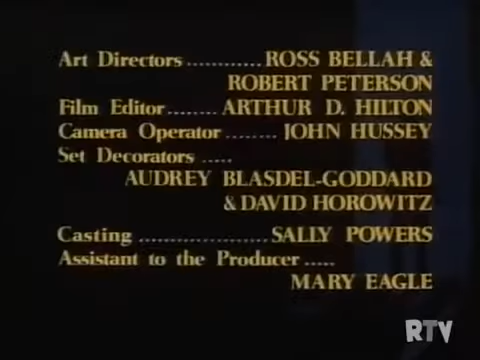 Art Directors ............ ROSS BELLAH &
ROBERT PETERSON
Film Editor ........ ARTHUR D. HILTON
Camera Operator ........ JOHN HUSSEY
Set Decorators .....
AUDREY BLASDEL-GODDARD
& DAVID HOROWITZ
Casting ..................... SALLY POWERS
Assistant to the Producer .....
MARY EAGLE
RTV